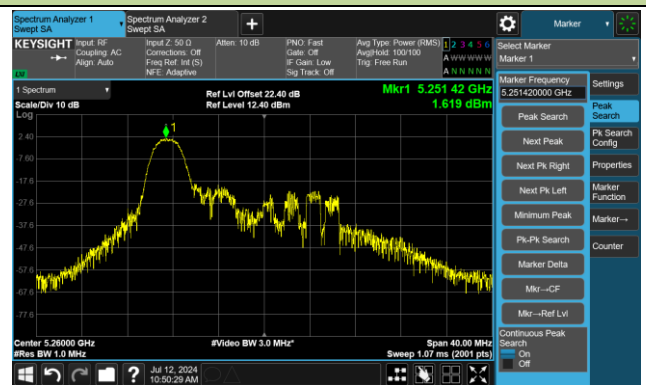 Spectrum Analyzer 1
Swept SA
Spectrum Analyzer 2
Swept SA
+
Marker
KEYSIGHT
Input: RF
Coupling: AC
Align: Auto
Input Z: 50 Ω
Corrections: Off
Freq Ref: Int (S)
NFE: Adaptive
Atten: 10 dB
PNO: Fast
Gate: Off
IF Gain: Low
Sig Track: Off
Avg Type: Power (RMS)
Avg|Hold: 100/100
Trig: Free Run
1 2 3 4 5 6
A W W W W W
A N N N N N
Select Marker
Marker 1
1 Spectrum
Scale/Div 10 dB
Log
Ref Lvl Offset 22.40 dB
Ref Level 12.40 dBm
Mkr1 5.251 42 GHz
1.619 dBm
1
2.40
-7.60
-17.6
-27.6
-37.6
-47.6
-57.6
-67.6
-77.6
Center 5.26000 GHz
#Res BW 1.0 MHz
#Video BW 3.0 MHz*
Span 40.00 MHz
Sweep 1.07 ms (2001 pts)
Marker Frequency
5.251420000 GHz
Peak Search
Next Peak
Next Pk Right
Next Pk Left
Minimum Peak
Pk-Pk Search
Marker Delta
Mkr→CF
Mkr→Ref Lvl
Continuous Peak
Search
On
Off
Settings
Peak
Search
Pk Search
Config
Properties
Marker
Function
Marker→
Counter
?
Jul 12, 2024
10:50:29 AM